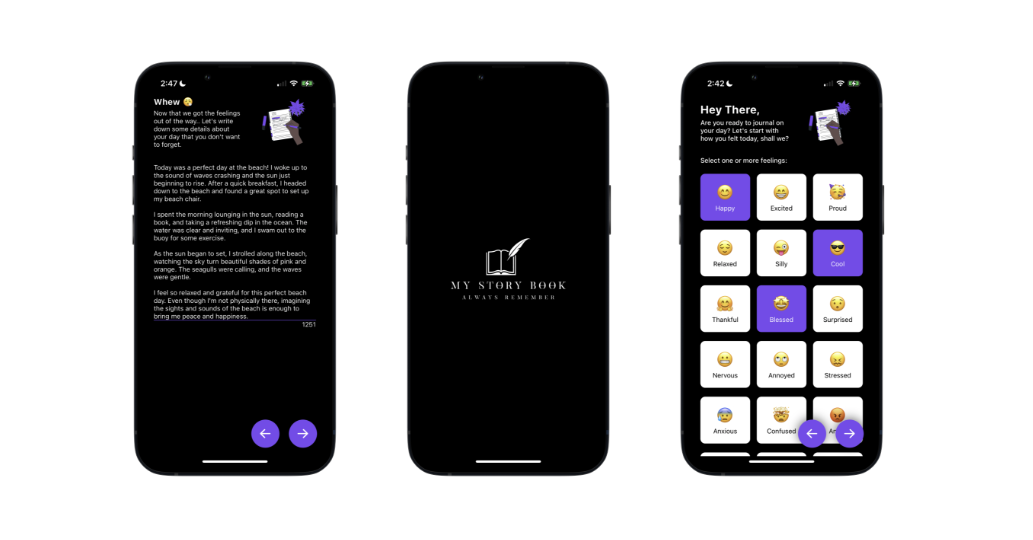 2:47
Whew
Now that we got the feelings
out of the way.. Let's write
down some details about
your day that you don't want
to forget.
Today was a perfect day at the beach! I woke up to
the sound of waves crashing and the sun just
beginning to rise. After a quick breakfast, I headed
down to the beach and found a great spot to set up
my beach chair.
I spent the morning lounging in the sun, reading a
book, and taking a refreshing dip in the ocean. The
water was clear and inviting, and I swam out to the
buoy for some exercise.
As the sun began to set, I strolled along the beach,
watching the sky turn beautiful shades of pink and
orange. The seagulls were calling, and the waves
were gentle.
I feel so relaxed and grateful for this perfect beach
day. Even though I'm not physically there, imagining
the sights and sounds of the beach is enough to
bring me peace and happiness.
1251
MY STORY BOOK
ALWAYS REMEMBER
2:42
Hey There,
Are you ready to journal on
your day? Let's start with
how you felt today, shall we?
Select one or more feelings:
Happy
Excited
Proud
Relaxed
Silly
Cool
Thankful
Blessed
Surprised
Nervous
Annoyed
Stressed
Anxious
Confused